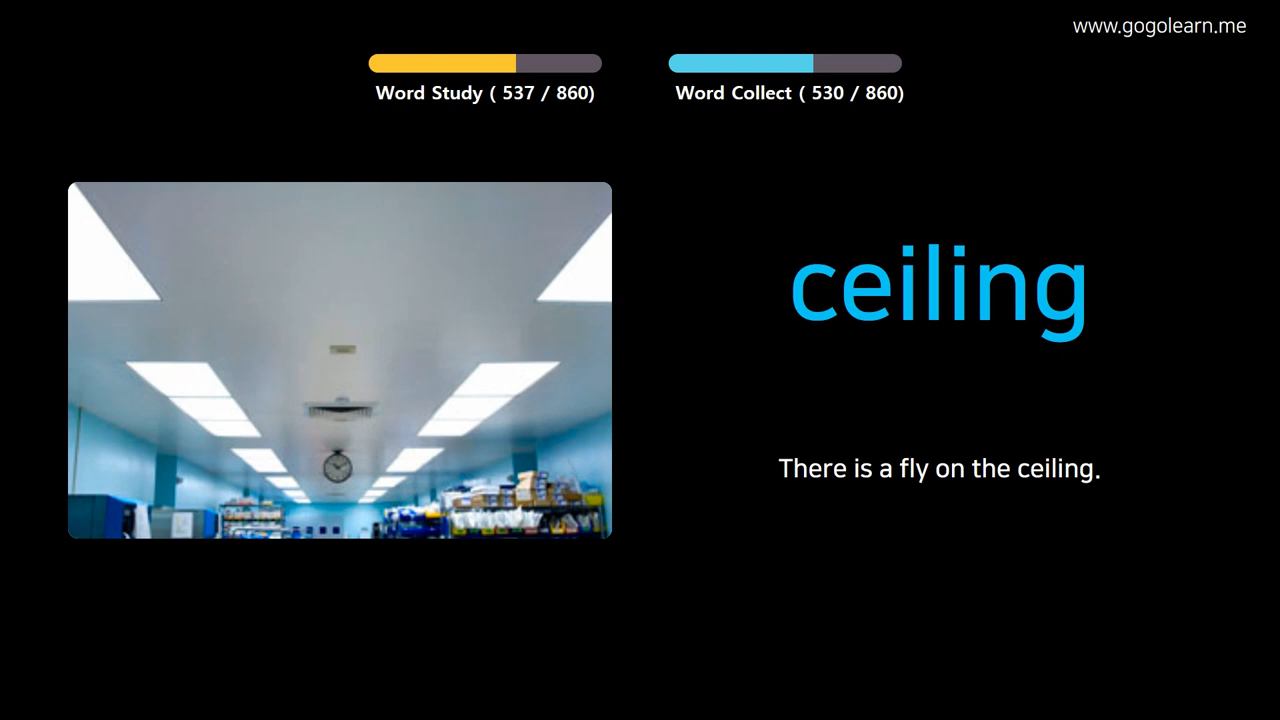 www.gogolearn.me
Word Study ( 537 / 860)
Word Collect ( 530 / 860)
ceiling
There is a fly on the ceiling.